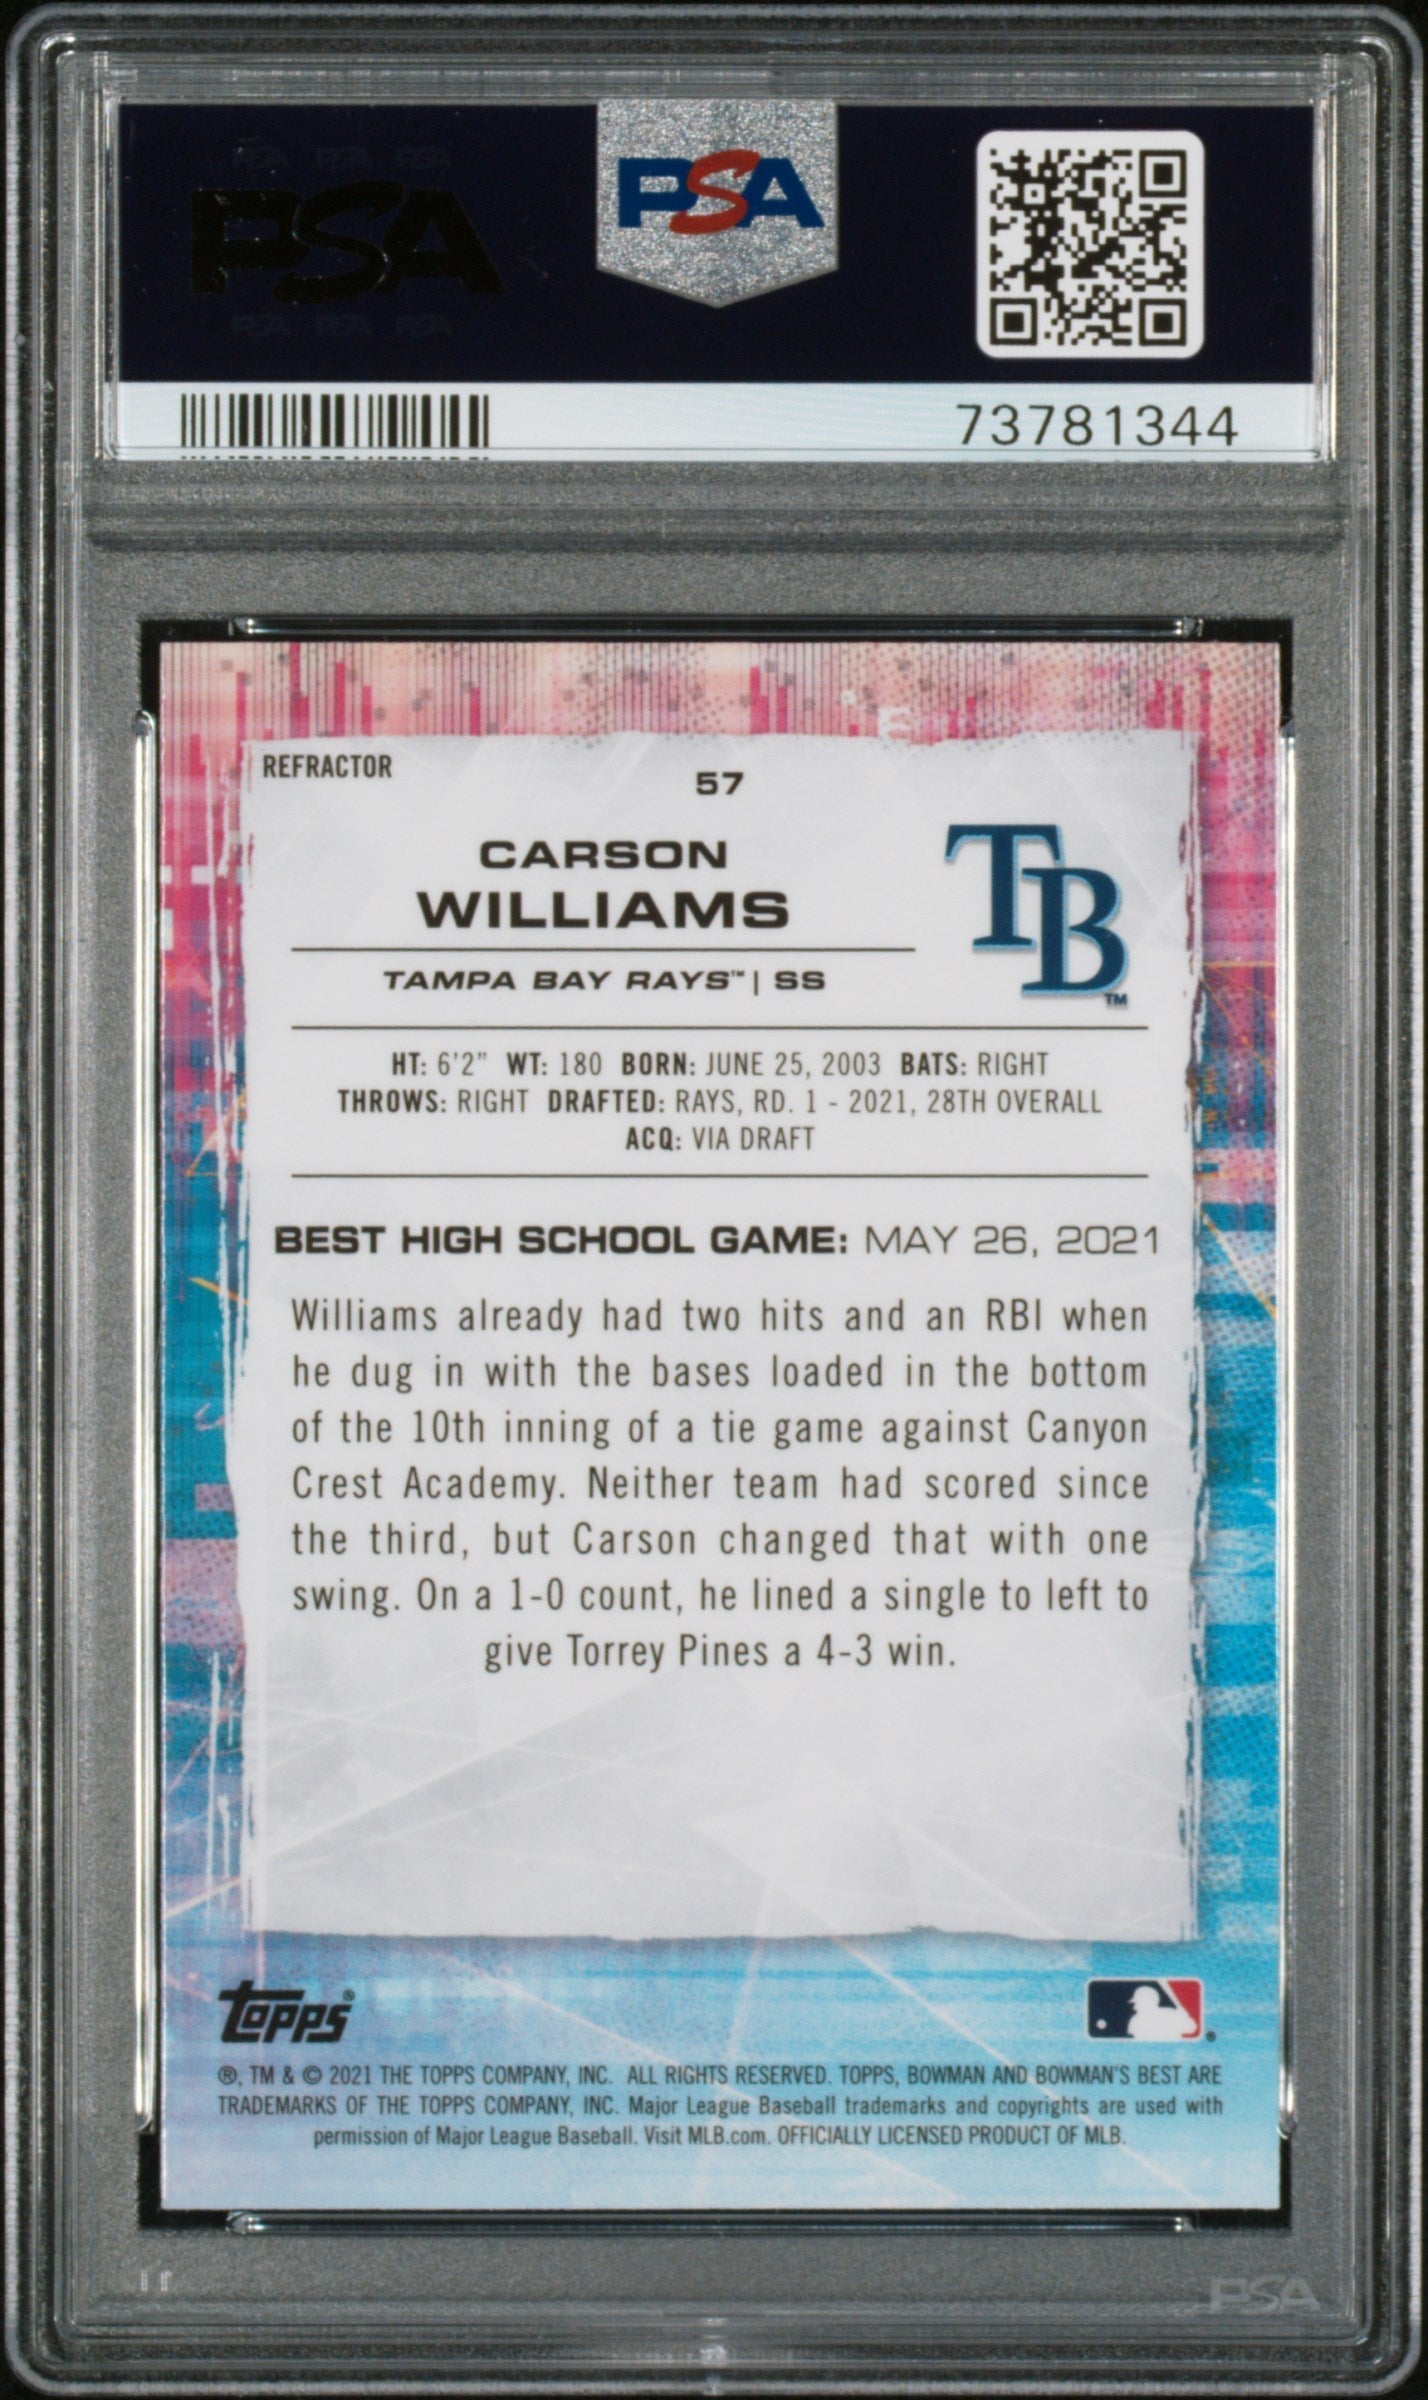 PSA PSA PSA
PSA
PSA PSA PSA
PSA
73781344
REFRACTOR
57
CARSON
WILLIAMS
TAMPA BAY RAYS™ | SS
TB
TM
HT: 6'2" WT: 180 BORN: JUNE 25, 2003 BATS: RIGHT
THROWS: RIGHT DRAFTED: RAYS, RD. 1 - 2021, 28TH OVERALL
ACQ: VIA DRAFT
BEST HIGH SCHOOL GAME: MAY 26, 2021
Williams already had two hits and an RBI when
he dug in with the bases loaded in the bottom
of the 10th inning of a tie game against Canyon
Crest Academy. Neither team had scored since
the third, but Carson changed that with one
swing. On a 1-0 count, he lined a single to left to
give Torrey Pines a 4-3 win.
Topps®
®, TM & © 2021 THE TOPPS COMPANY, INC. ALL RIGHTS RESERVED. TOPPS, BOWMAN AND BOWMAN'S BEST ARE
TRADEMARKS OF THE TOPPS COMPANY, INC. Major League Baseball trademarks and copyrights are used with
permission of Major League Baseball. Visit MLB.com. OFFICIALLY LICENSED PRODUCT OF MLB.
PSA